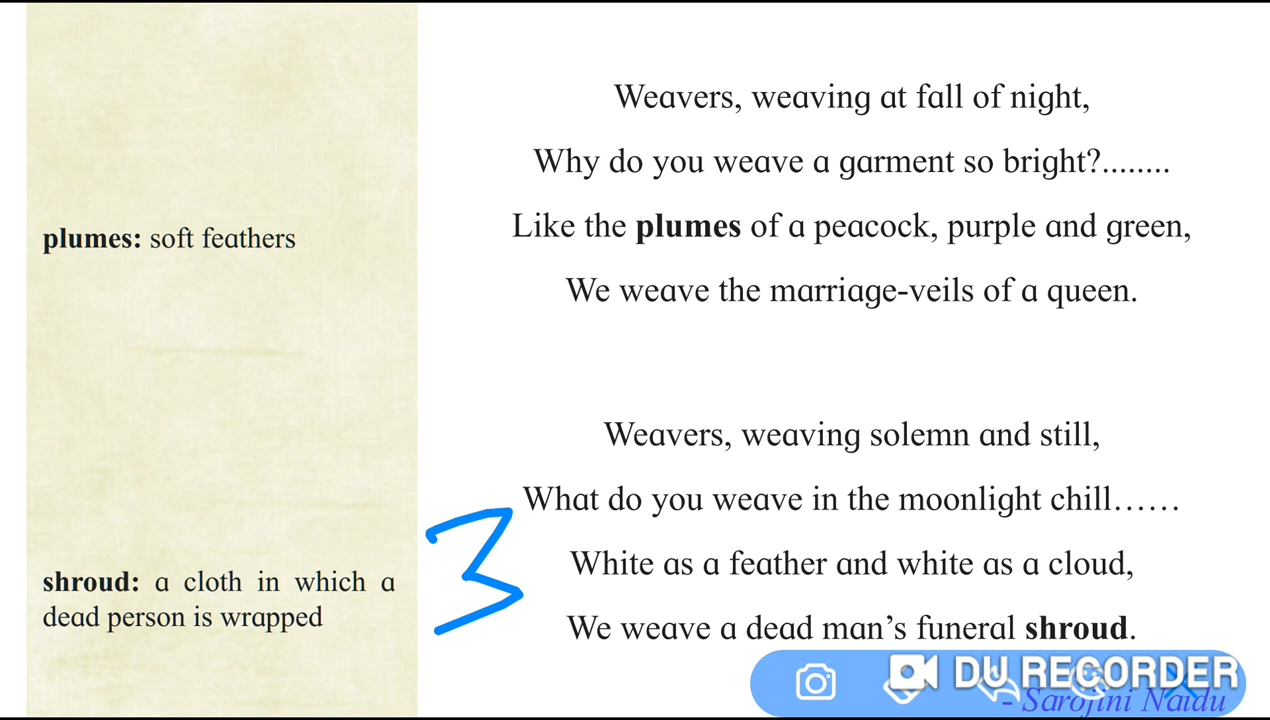 Weavers, weaving at fall of night,
Why do you weave a garment so bright?........
plumes: soft feathers
Like the plumes of a peacock, purple and green,
We weave the marriage-veils of a queen.
Weavers, weaving solemn and still,
What do you weave in the moonlight chill......
3
shroud: a cloth in which a
dead person is wrapped
White as a feather and white as a cloud,
We weave a dead man's funeral shroud.
DU RECORDER
- Sarojini Naidu